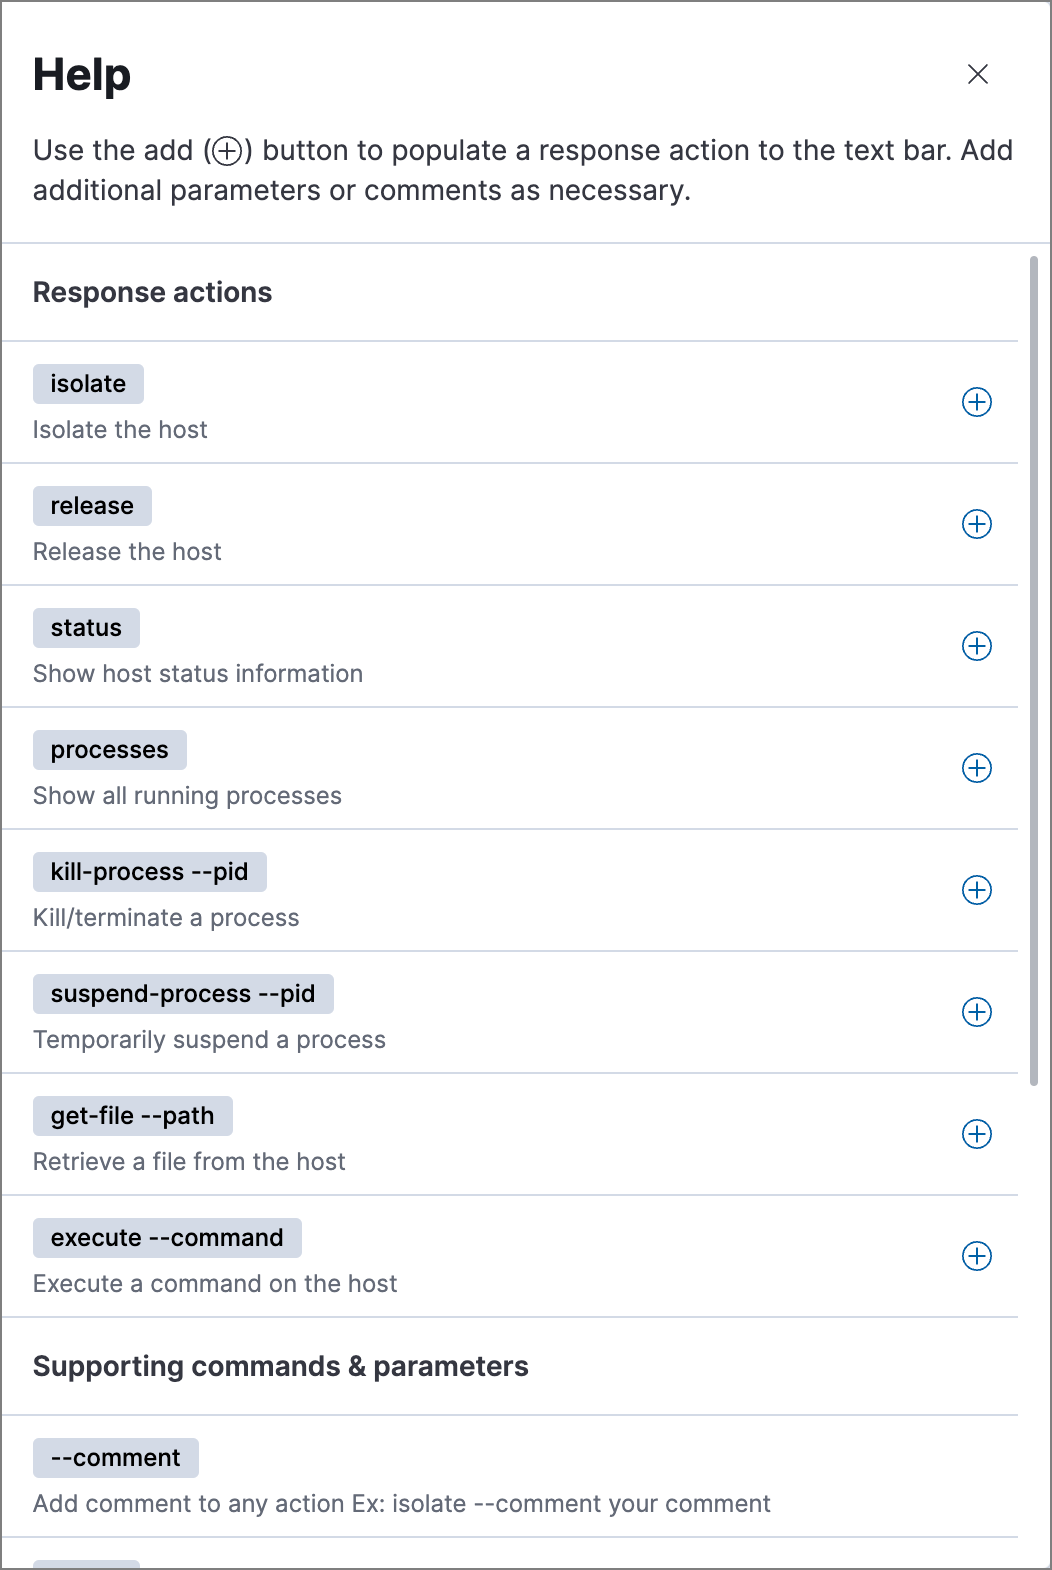 Help
Use the add (⊕) button to populate a response action to the text bar. Add
additional parameters or comments as necessary.
Response actions
isolate
Isolate the host
release
Release the host
status
Show host status information
processes
Show all running processes
kill-process --pid
Kill/terminate a process
suspend-process --pid
Temporarily suspend a process
get-file --path
Retrieve a file from the host
execute --command
Execute a command on the host
Supporting commands & parameters
--comment
Add comment to any action Ex: isolate --comment your comment